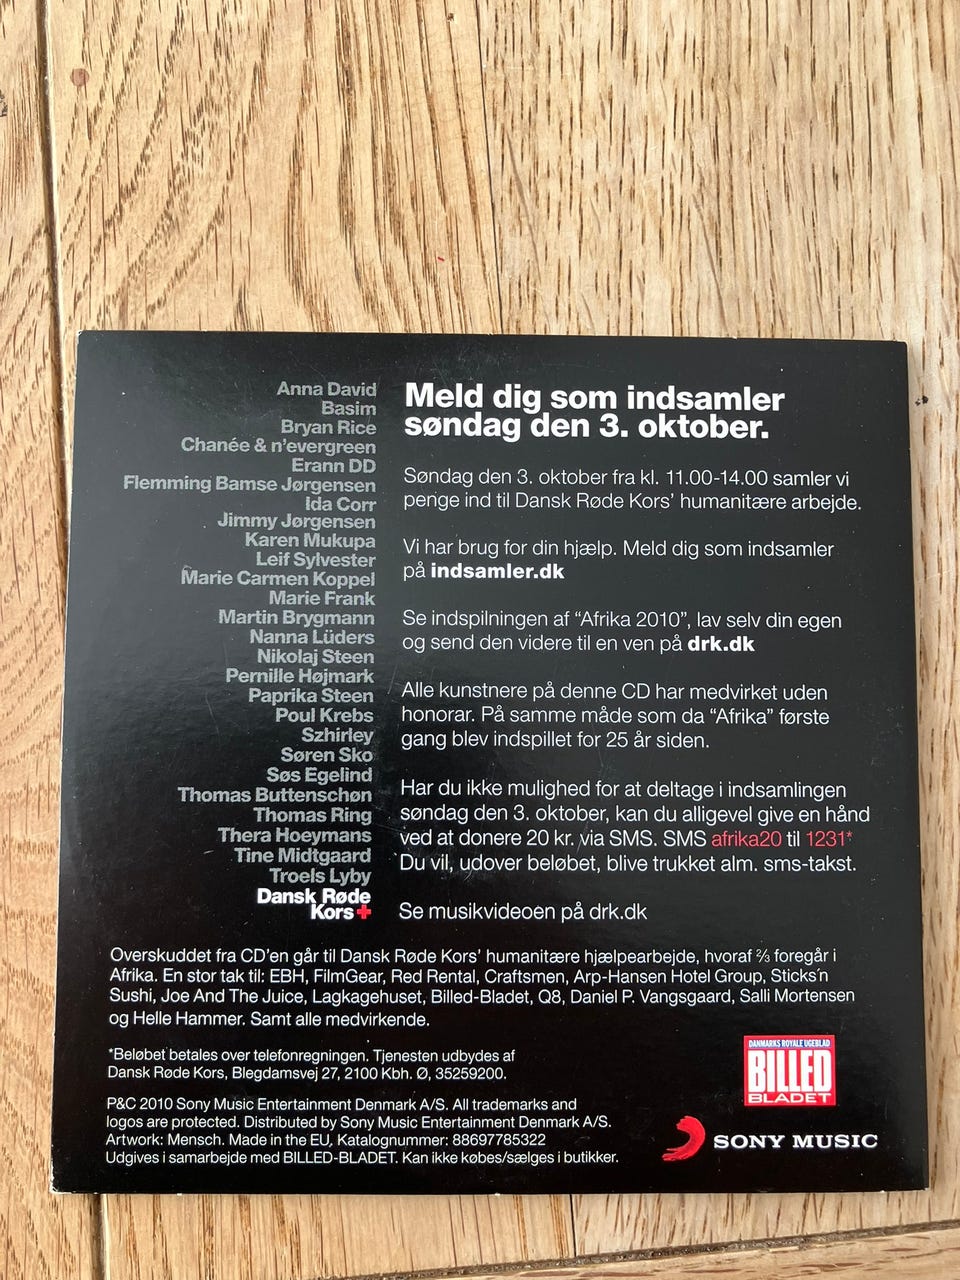 Anna David
Basim
Bryan Rice
Chanée & n'evergreen
Erann DD
Flemming Bamse Jørgensen
Ida Corr
Jimmy Jørgensen
Karen Mukupa
Leif Sylvester
Marie Carmen Koppel
Marie Frank
Martin Brygmann
Nanna Lüders
Nikolaj Steen
Pernille Højmark
Paprika Steen
Poul Krebs
Szhirley
Søren Sko
Søs Egelind
Thomas Buttenschøn
Thomas Ring
Thera Hoeymans
Tine Midtgaard
Troels Lyby
Dansk Røde
Kors+
Meld dig som indsamler
søndag den 3. oktober.
Søndag den 3. oktober fra kl. 11.00-14.00 samler vi
penge ind til Dansk Røde Kors' humanitære arbejde.
Vi har brug for din hjælp. Meld dig som indsamler
på indsamler.dk
Se indspilningen af "Afrika 2010", lav selv din egen
og send den videre til en ven på drk.dk
Alle kunstnere på denne CD har medvirket uden
honorar. På samme måde som da "Afrika" første
gang blev indspillet for 25 år siden.
Har du ikke mulighed for at deltage i indsamlingen
søndag den 3. oktober, kan du alligevel give en hånd
ved at donere 20 kr. via SMS. SMS afrika20 til 1231*
Du vil, udover beløbet, blive trukket alm. sms-takst.
Se musikvideoen på drk.dk
Overskuddet fra CD'en går til Dansk Røde Kors' humanitære hjælpearbejde, hvoraf ⅔ foregår i
Afrika. En stor tak til: EBH, FilmGear, Red Rental, Craftsmen, Arp-Hansen Hotel Group, Sticks'n
Sushi, Joe And The Juice, Lagkagehuset, Billed-Bladet, Q8, Daniel P. Vangsgaard, Salli Mortensen
og Helle Hammer. Samt alle medvirkende.
*Beløbet betales over telefonregningen. Tjenesten udbydes af
Dansk Røde Kors, Blegdamsvej 27, 2100 Kbh. Ø, 35259200.
P&C 2010 Sony Music Entertainment Denmark A/S. All trademarks and
logos are protected. Distributed by Sony Music Entertainment Denmark A/S.
Artwork: Mensch. Made in the EU. Katalognummer: 88697785322
Udgives i samarbejde med BILLED-BLADET. Kan ikke købes/sælges i butikker.
DANMARKS ROYALE UGEBLAD
BILLED
BLADET
SONY MUSIC